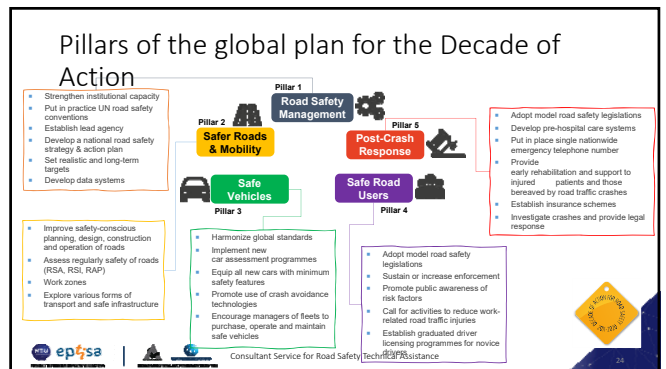 Pillars of the global plan for the Decade of
Action
Strengthen institutional capacity
Put in practice UN road safety
conventions
Establish lead agency
Develop a national road safety
strategy & action plan
Set realistic and long-term
targets
Develop data systems
Pillar 1
Road Safety
Management
Pillar 2
Safer Roads
& Mobility
Pillar 5
Post-Crash
Response
Safe
Vehicles
Pillar 3
Safe Road
Users
Pillar 4
Adopt model road safety
legislations
Develop pre-hospital care systems
Put in place single nationwide
emergency telephone number
Provide
early rehabilitation and support to
injured patients and those
bereaved by road traffic crashes
Establish insurance schemes
Investigate crashes and provide legal
response
Improve safety-conscious
planning, design, construction
and operation of roads
Assess regularly safety of roads
(RSA, RSI, RAP)
Work zones
Explore various forms of
transport and safe infrastructure
Harmonize global standards
Implement new
car assessment programmes
Equip all new cars with minimum
safety features
Promote use of crash avoidance
technologies
Encourage managers of fleets to
purchase, operate and maintain
safe vehicles
Adopt model road safety
legislations
Sustain or increase enforcement
Promote public awareness of
risk factors
Call for activities to reduce work-
related road traffic injuries
Establish graduated driver
licensing programmes for novice
drivers
eptisa
Consultant Service for Road Safety Technical Assistance
24